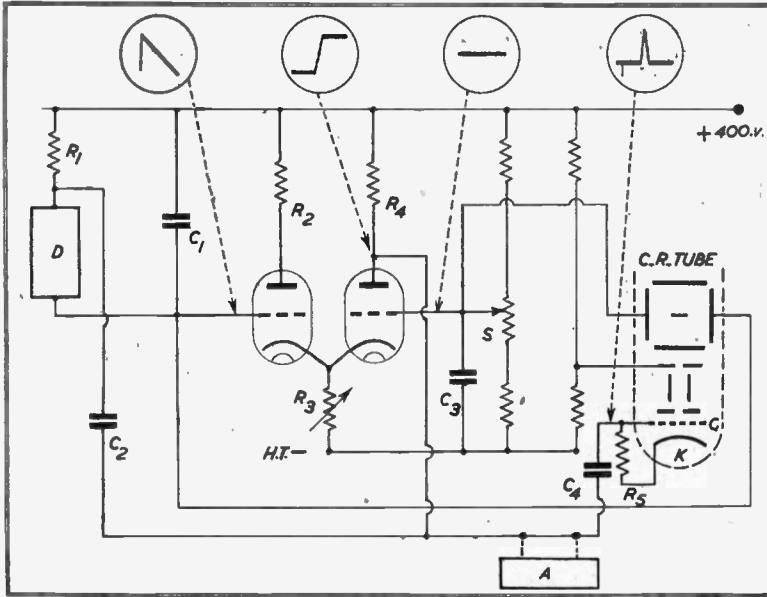 + 400.v.
R1
R2
R4
D
C1
C.R. TUBE
S
R3
C3
H.T.-
C2
G
K
C4
R5
A